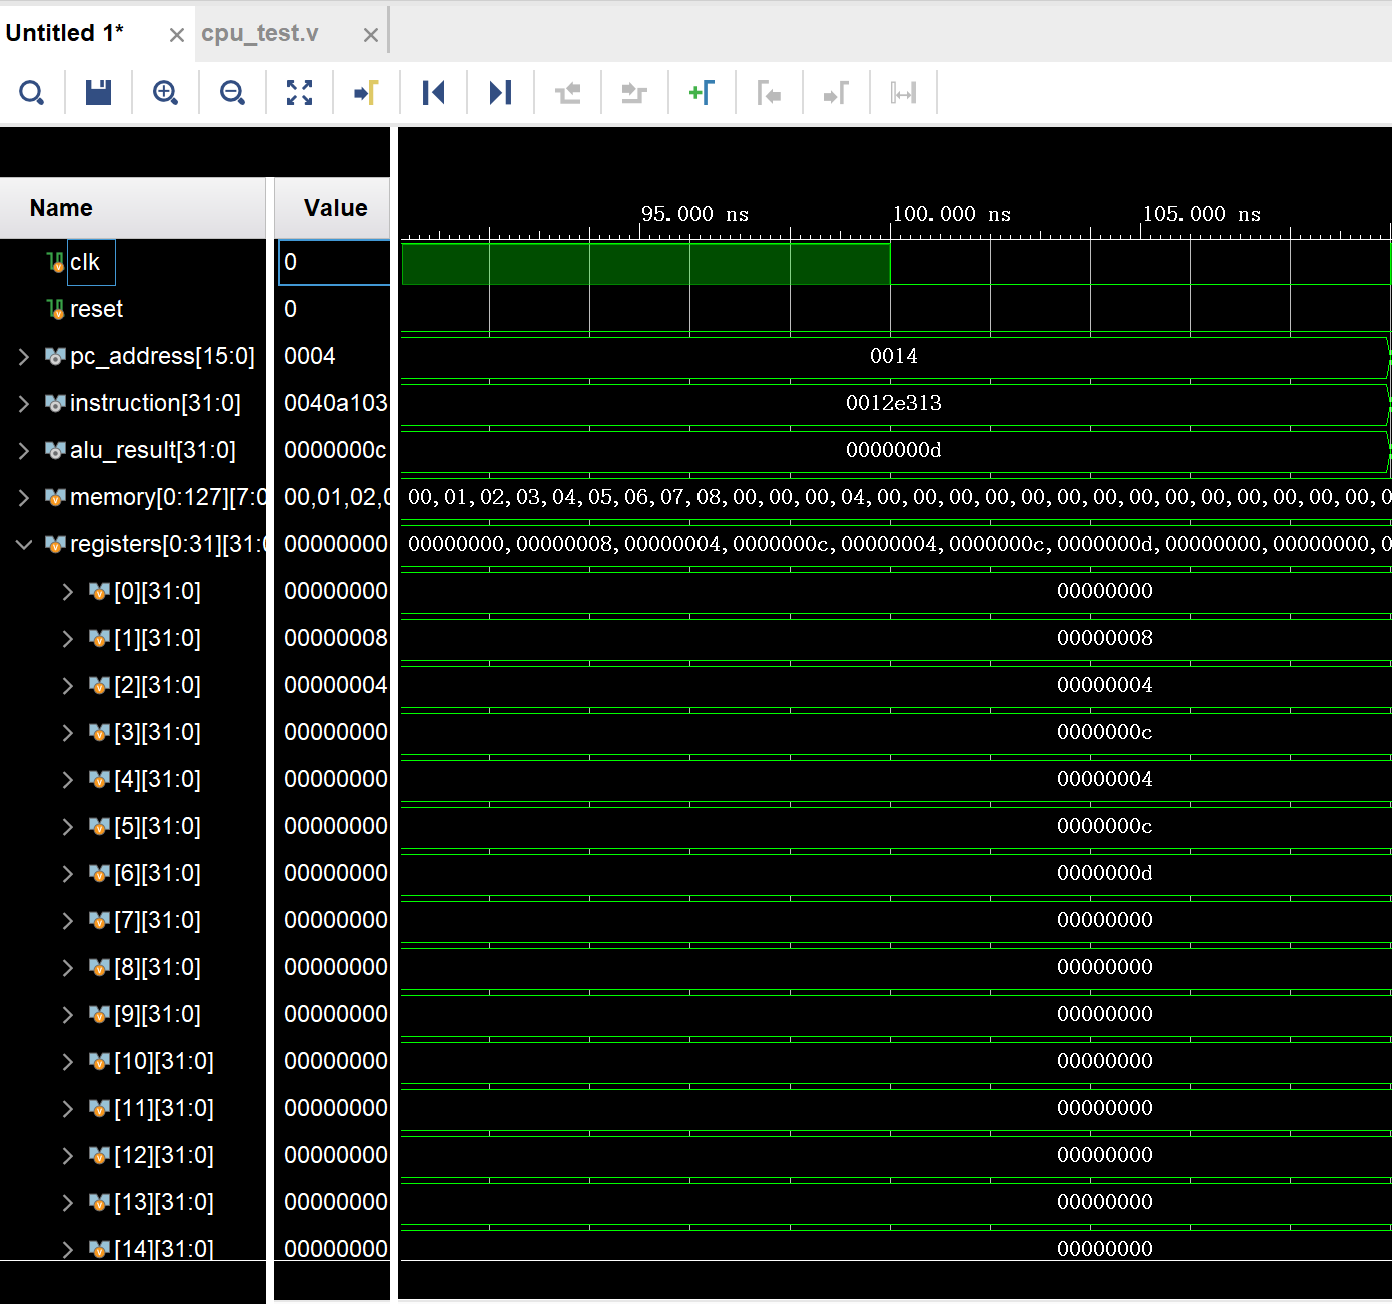 Untitled 1* cpu_test.v
Name Value 95.000 ns 100.000 ns 105.000 ns
clk 0
reset 0
pc_address[15:0] 0004 0014
instruction[31:0] 0040a103 0012e313
alu_result[31:0] 0000000c 0000000d
memory[0:127][7:0 00,01,02,0 00,01,02,03,04,05,06,07,08,00,00,00,04,00,00,00,00,00,00,00,00,00,00,00,00,0
registers[0:31][31:0 00000000 00000000,00000008,00000004,0000000c,00000004,0000000c,0000000d,00000000,00000000,0
[0][31:0] 00000000 00000000
[1][31:0] 00000008 00000008
[2][31:0] 00000004 00000004
[3][31:0] 00000000 0000000c
[4][31:0] 00000000 00000004
[5][31:0] 00000000 0000000c
[6][31:0] 00000000 0000000d
[7][31:0] 00000000 00000000
[8][31:0] 00000000 00000000
[9][31:0] 00000000 00000000
[10][31:0] 00000000 00000000
[11][31:0] 00000000 00000000
[12][31:0] 00000000 00000000
[13][31:0] 00000000 00000000
[14][31:0] 00000000 00000000